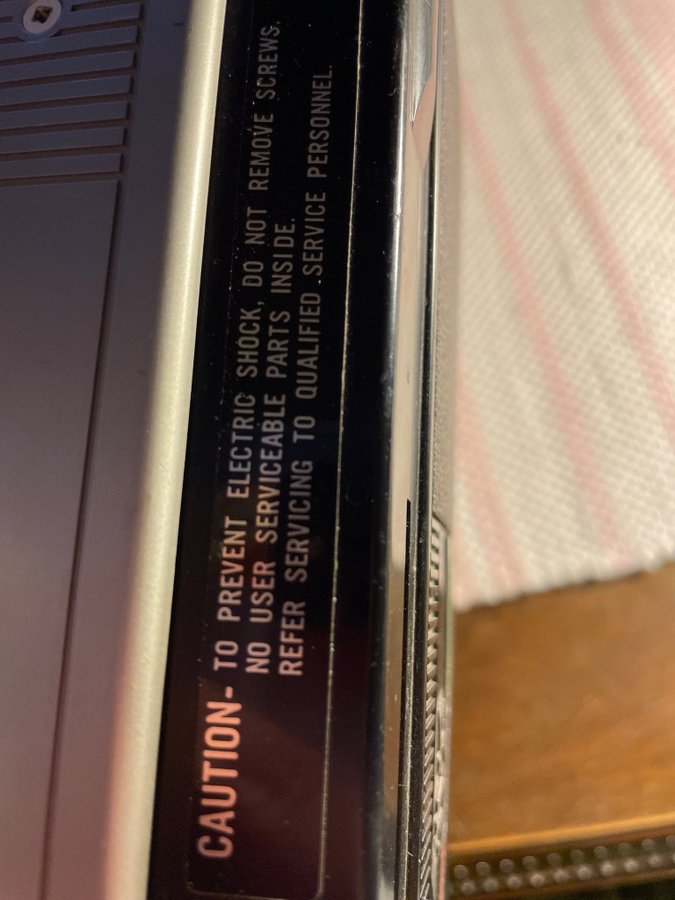 CAUTION- TO PREVENT ELECTRIC SHOCK, DO NOT REMOVE SCREWS,
NO USER SERVICEABLE PARTS INSIDE.
REFER SERVICING TO QUALIFIED SERVICE PERSONNEL.